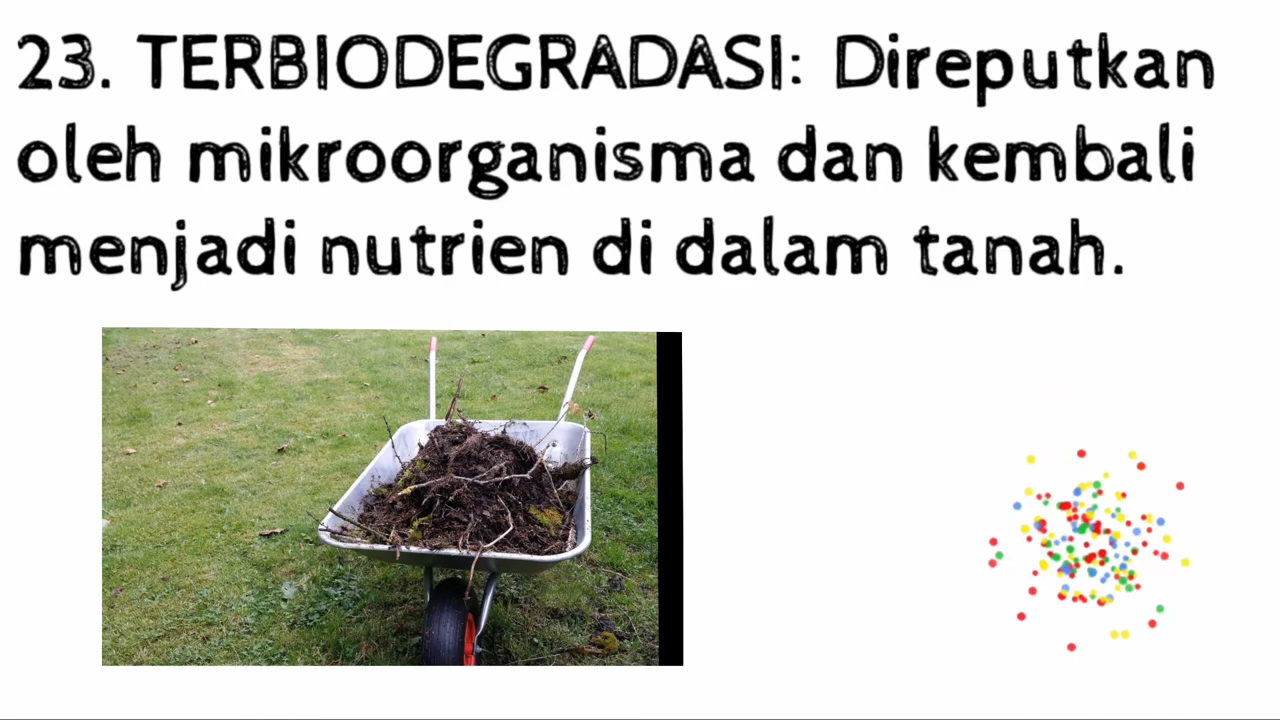 23. TERBIODEGRADASI: Direputkan
oleh mikroorganisma dan kembali
menjadi nutrien di dalam tanah.